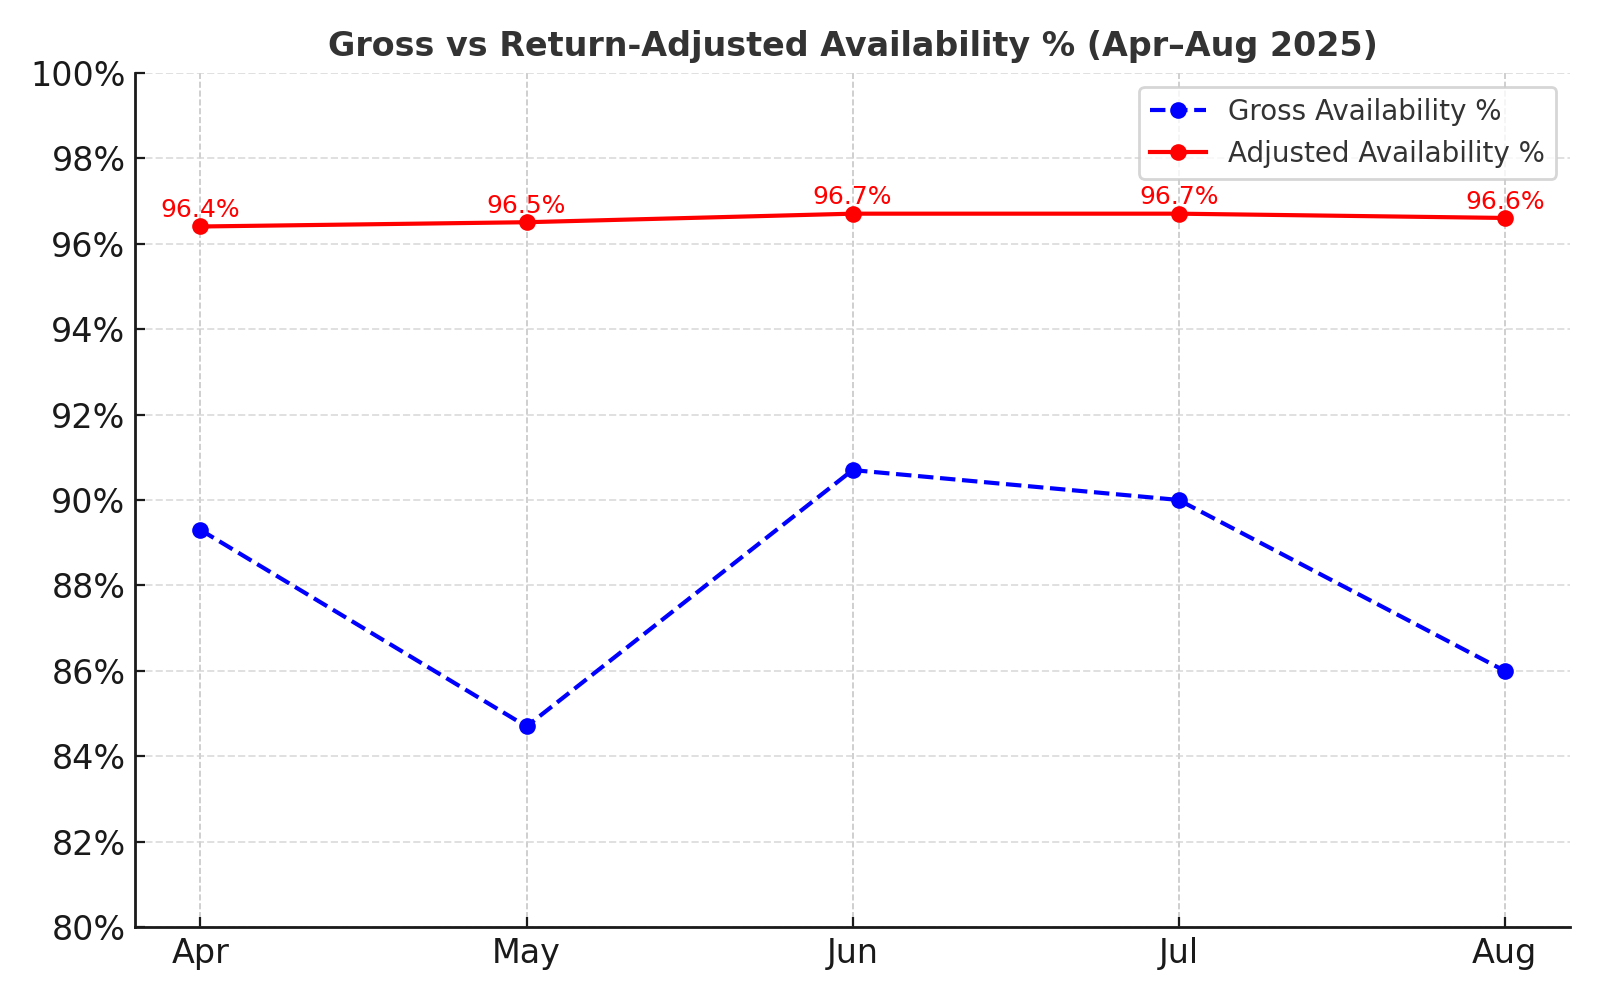 Gross vs Return-Adjusted Availability % (Apr–Aug 2025)
100%
98%
96%
94%
92%
90%
88%
86%
84%
82%
80%
Gross Availability %
Adjusted Availability %
96.4%
96.5%
96.7%
96.7%
96.6%
Apr
May
Jun
Jul
Aug